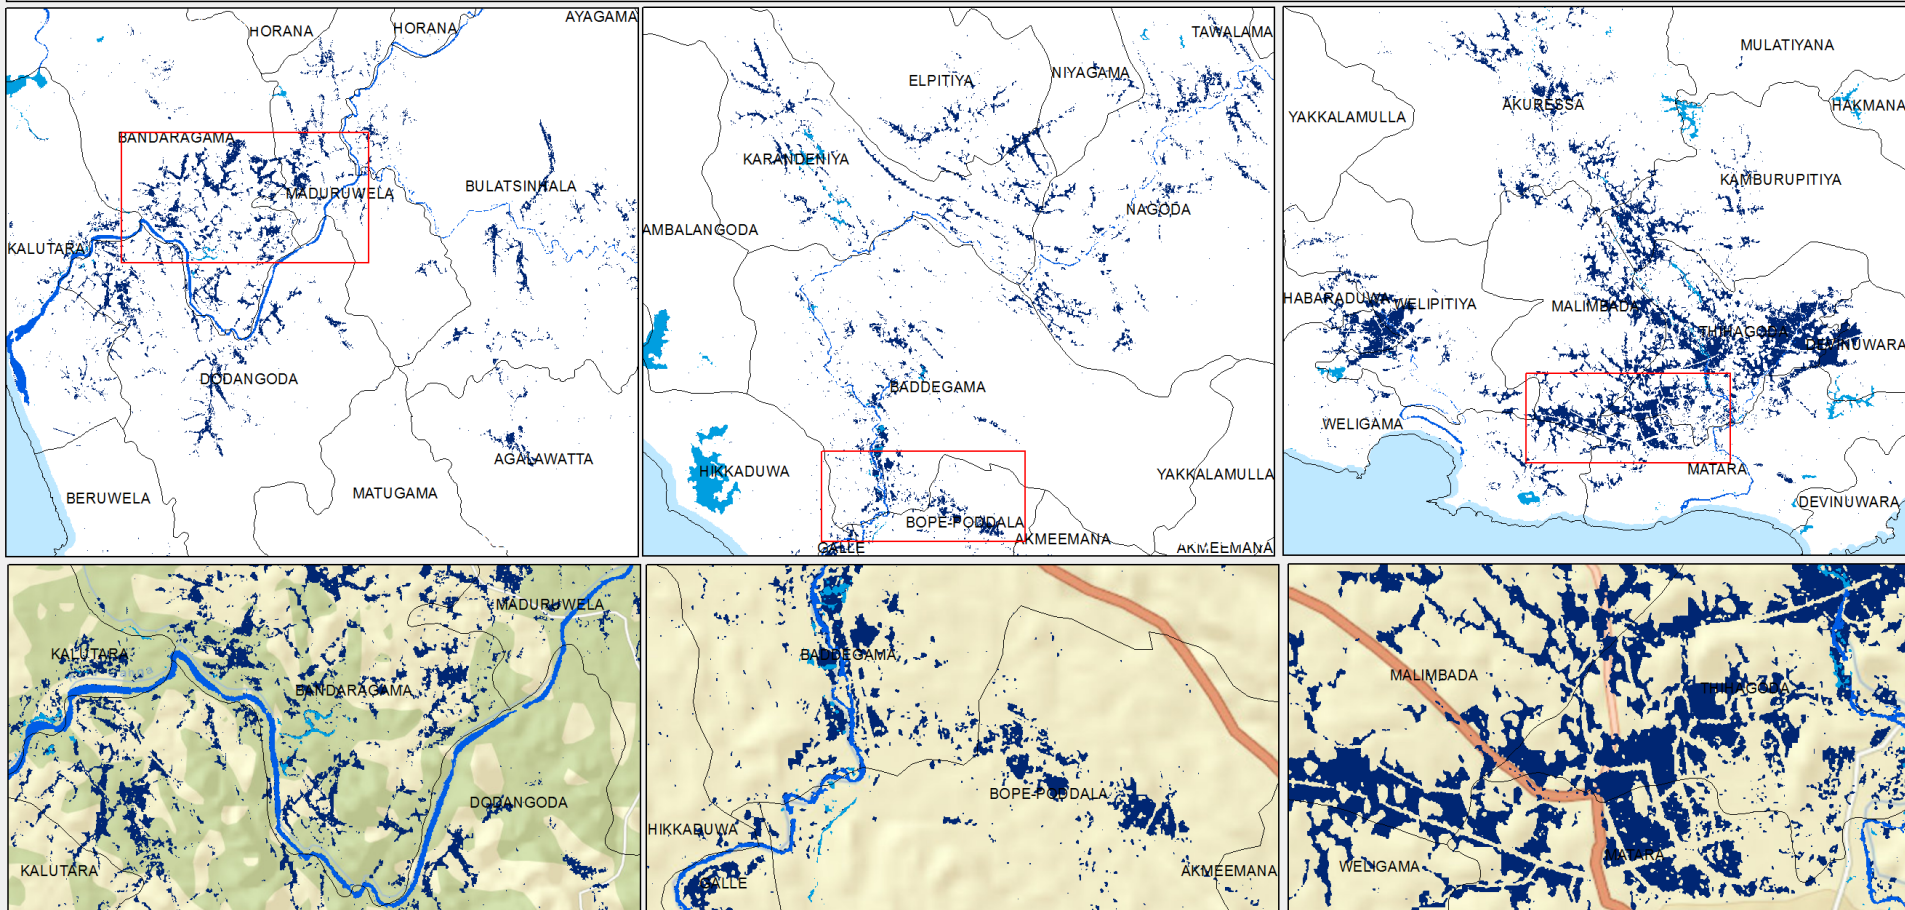 AYAGAMA
HORANA
HORANA
BANDARAGAMA
MADURUWELA
BULATSINHALA
KALUTARA
DODANGODA
AGALAWATTA
BERUWELA
MATUGAMA
TAWALAMA
NIYAGAMA
ELPITIYA
KARANDENIYA
NAGODA
AMBALANGODA
BADDEGAMA
HIKKADUWA
YAKKALAMULLA
BOPE-PODDALA
AKMEEMANA
GALLE
AKMEEMANA
MULATIYANA
AKURESSA
HAKMANA
YAKKALAMULLA
KAMBURUPITIYA
HABARADUWA
WELIPITIYA
MALIMBADA
THIHAGODA
DEVINUWARA
WELIGAMA
MATARA
DEVINUWARA
MADURUWELA
KALUTARA
BANDARAGAMA
DODANGODA
KALUTARA
BADDEGAMA
BOPE-PODDALA
HIKKADUWA
AKMEEMANA
GALLE
MALIMBADA
THIHAGODA
MATARA
WELIGAMA